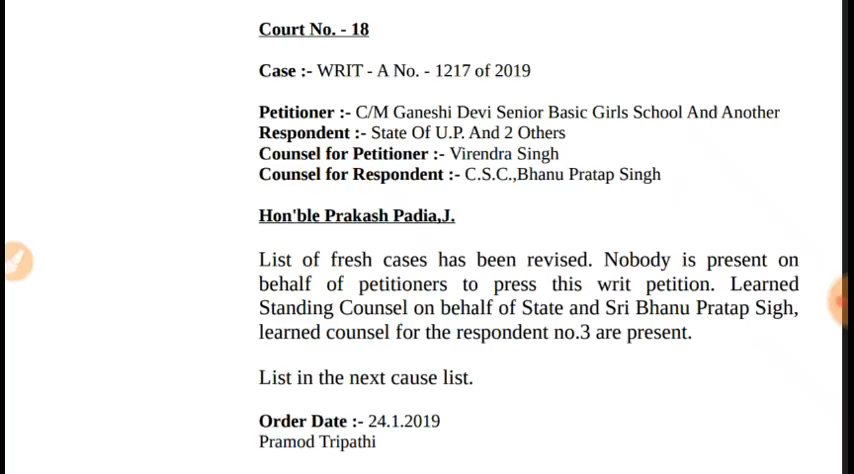 Court No. - 18
Case :- WRIT - A No. - 1217 of 2019
Petitioner :- C/M Ganeshi Devi Senior Basic Girls School And Another
Respondent :- State Of U.P. And 2 Others
Counsel for Petitioner :- Virendra Singh
Counsel for Respondent :- C.S.C.,Bhanu Pratap Singh
Hon'ble Prakash Padia,J.
List of fresh cases has been revised. Nobody is present on
behalf of petitioners to press this writ petition. Learned
Standing Counsel on behalf of State and Sri Bhanu Pratap Sigh,
learned counsel for the respondent no.3 are present.
List in the next cause list.
Order Date :- 24.1.2019
Pramod Tripathi